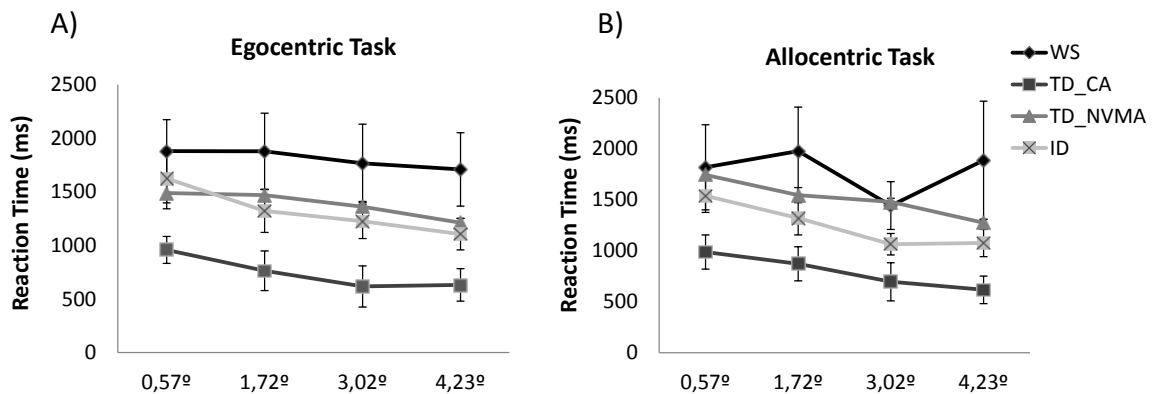 A)
Egocentric Task
Reaction Time (ms)
2500
2000
1500
1000
500
0
0,57º 1,72º 3,02º 4,23º
B)
Allocentric Task
Reaction Time (ms)
2500
2000
1500
1000
500
0
0,57º 1,72º 3,02º 4,23º
WS
TD_CA
TD_NVMA
ID